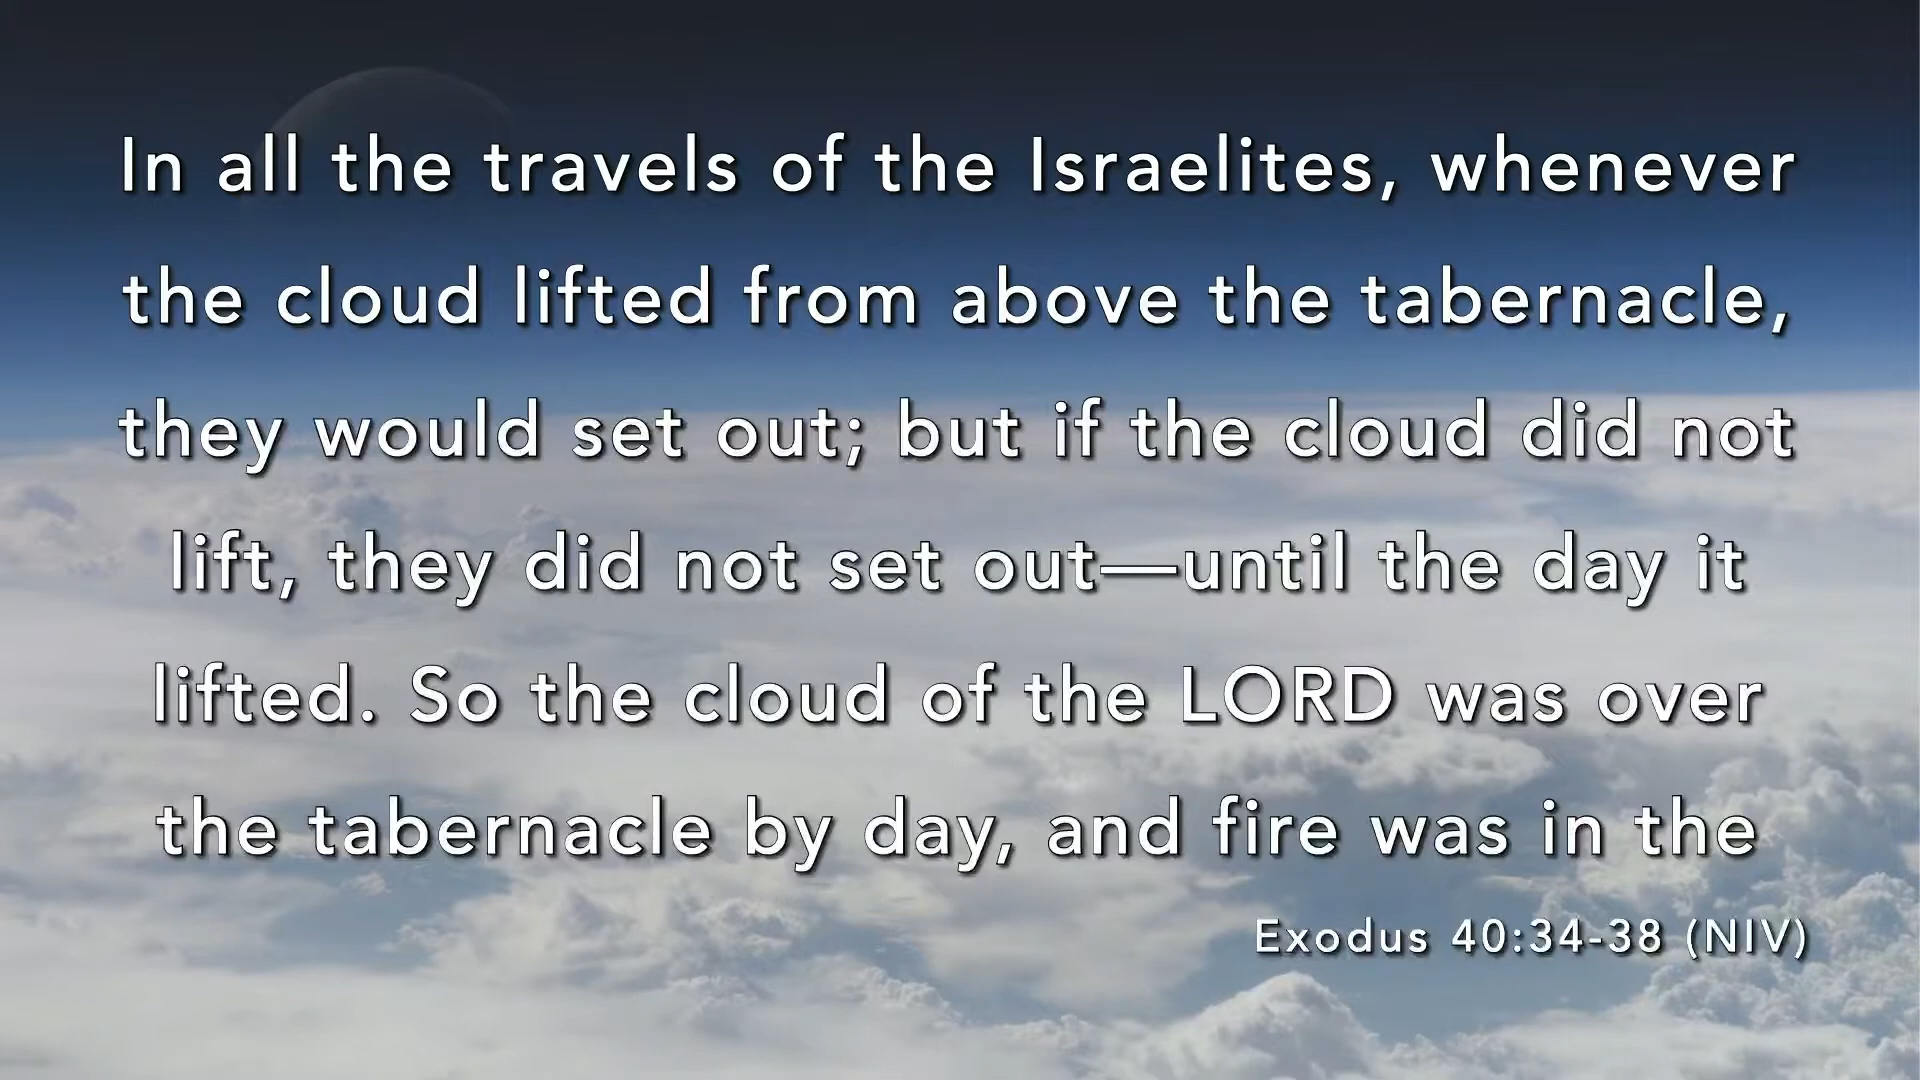 In all the travels of the Israelites, whenever
the cloud lifted from above the tabernacle,
they would set out; but if the cloud did not
lift, they did not set out—until the day it
lifted. So the cloud of the LORD was over
the tabernacle by day, and fire was in the
Exodus 40:34-38 (NIV)